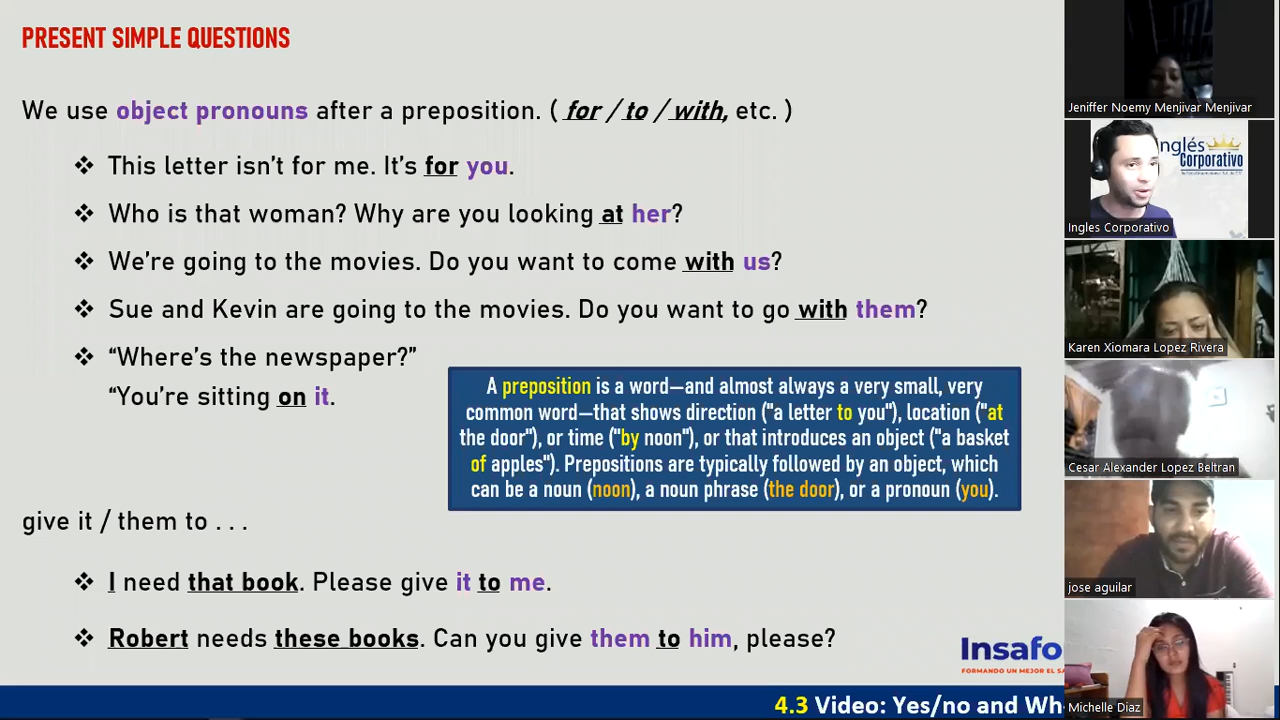 PRESENT SIMPLE QUESTIONS
We use object pronouns after a preposition. ( for / to / with, etc. )
❖ This letter isn't for me. It's for you.
❖ Who is that woman? Why are you looking at her?
❖ We're going to the movies. Do you want to come with us?
❖ Sue and Kevin are going to the movies. Do you want to go with them?
❖ “Where's the newspaper?”
“You're sitting on it.
A preposition is a word—and almost always a very small, very
common word—that shows direction ("a letter to you"), location ("at
the door"), or time ("by noon"), or that introduces an object ("a basket
of apples"). Prepositions are typically followed by an object, which
can be a noun (noon), a noun phrase (the door), or a pronoun (you).
give it / them to . . .
❖ I need that book. Please give it to me.
❖ Robert needs these books. Can you give them to him, please?
Insafo
FORMANDO UN MEJOR EL SA
4.3 Video: Yes/no and Wh
Jeniffer Noemy Menjivar Menjivar
nglés
Corporativo
Ingles Corporativo
Karen Xiomara Lopez Rivera
Cesar Alexander Lopez Beltran
jose aguilar
Michelle Diaz